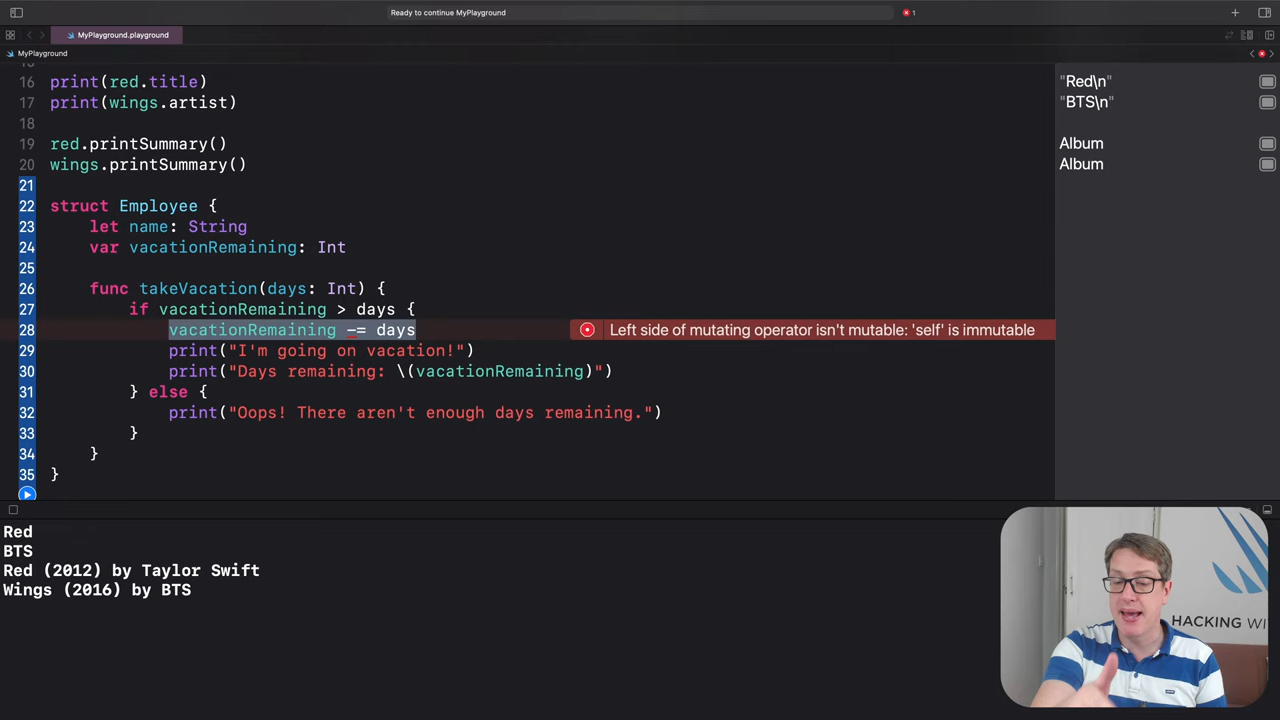 Ready to continue MyPlayground
1
MyPlayground.playground
MyPlayground
16 print(red.title)
"Red\n"
17 print(wings.artist)
"BTS\n"
18
19 red.printSummary()
Album
20 wings.printSummary()
Album
21
22 struct Employee {
23 let name: String
24 var vacationRemaining: Int
25
26 func takeVacation(days: Int) {
27 if vacationRemaining > days {
28 vacationRemaining -= days
Left side of mutating operator isn't mutable: 'self' is immutable
29 print("I'm going on vacation!")
30 print("Days remaining: \(vacationRemaining)")
31 } else {
32 print("Oops! There aren't enough days remaining.")
33 }
34 }
35 }
Red
BTS
Red (2012) by Taylor Swift
Wings (2016) by BTS
HACKING WI